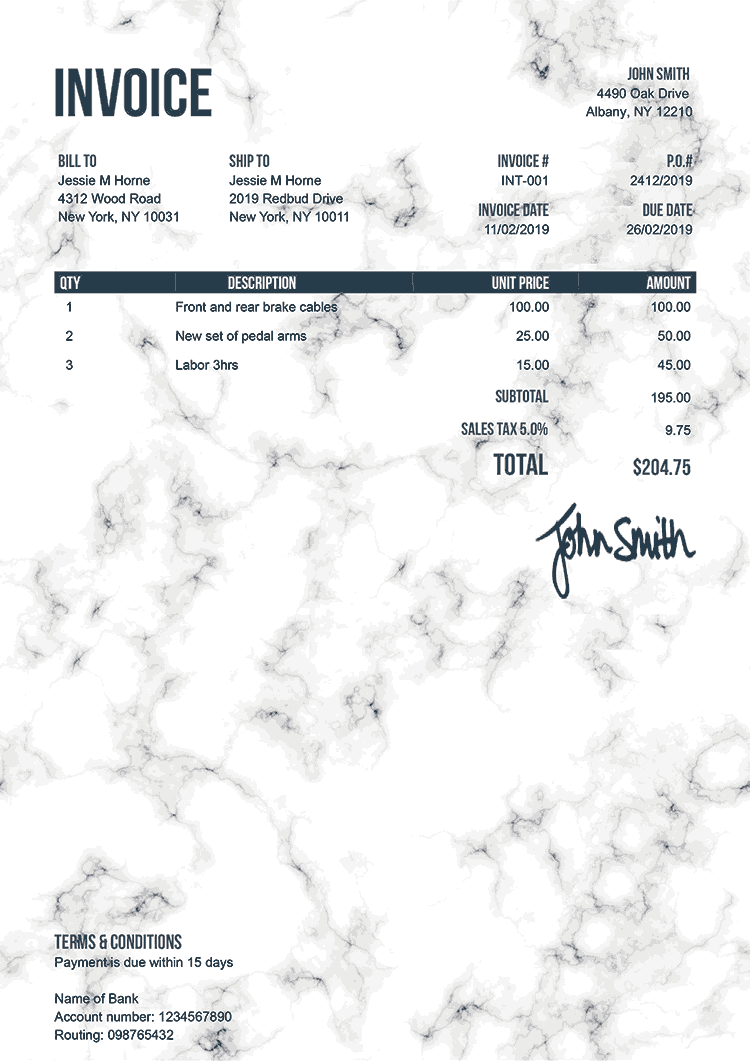 INVOICE
JOHN SMITH
4490 Oak Drive
Albany, NY 12210
BILL TO
Jessie M Horne
4312 Wood Road
New York, NY 10031
SHIP TO
Jessie M Horne
2019 Redbud Drive
New York, NY 10011
INVOICE #
INT-001
P.O.#
2412/2019
INVOICE DATE
11/02/2019
DUE DATE
26/02/2019
QTY DESCRIPTION UNIT PRICE AMOUNT
1 Front and rear brake cables 100.00 100.00
2 New set of pedal arms 25.00 50.00
3 Labor 3hrs 15.00 45.00
SUBTOTAL 195.00
SALES TAX 5.0% 9.75
TOTAL $204.75
John Smith
TERMS & CONDITIONS
Payment is due within 15 days
Name of Bank
Account number: 1234567890
Routing: 098765432